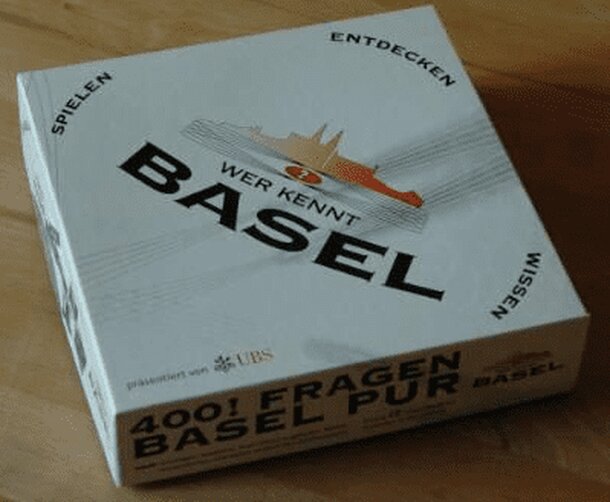 SPIELEN
ENTDECKEN
?
WER KENNT
BASEL
WISSEN
präsentiert von UBS
400! FRAGEN
BASEL PUR
BASEL